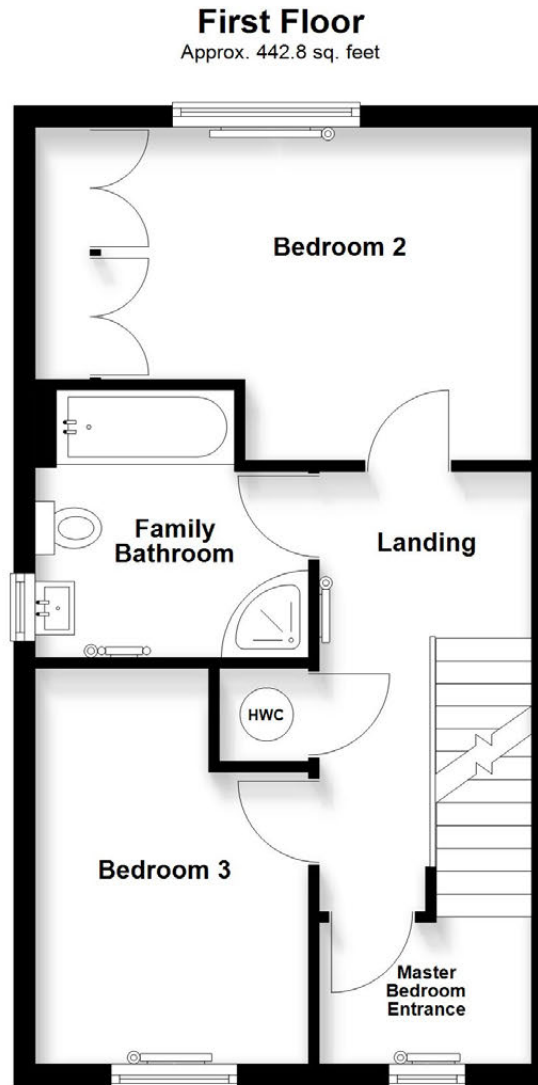 First Floor
Approx. 442.8 sq. feet
Bedroom 2
Family
Bathroom
Landing
HWC
Bedroom 3
Master
Bedroom
Entrance